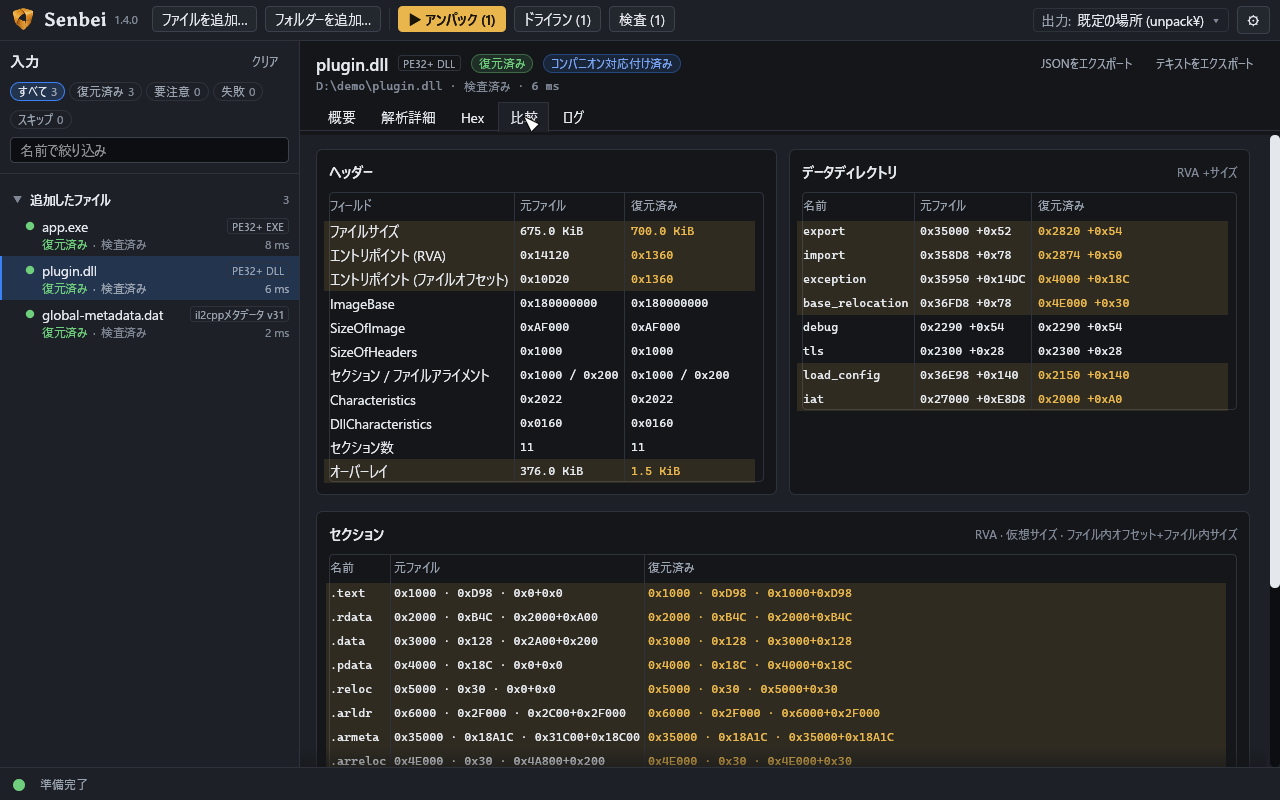 Senbei 1.4.0 ファイルを追加... フォルダーを追加... ▶ アンパック (1) ドライラン (1) 検査 (1) 出力: 既定の場所 (unpack¥)
入力 クリア
すべて 3 復元済み 3 要注意 0 失敗 0
スキップ 0
名前で絞り込み
追加したファイル 3
app.exe PE32+ EXE
復元済み · 検査済み 8 ms
plugin.dll PE32+ DLL
復元済み · 検査済み 6 ms
global-metadata.dat il2cppメタデータ v31
復元済み · 検査済み 2 ms
plugin.dll PE32+ DLL 復元済み コンパニオン対応付け済み JSONをエクスポート テキストをエクスポート
D:\demo\plugin.dll · 検査済み · 6 ms
概要 解析詳細 Hex 比較 ログ
ヘッダー
フィールド 元ファイル 復元済み
ファイルサイズ 675.0 KiB 700.0 KiB
エントリポイント (RVA) 0x14120 0x1360
エントリポイント (ファイルオフセット) 0x10D20 0x1360
ImageBase 0x180000000 0x180000000
SizeOfImage 0xAF000 0xAF000
SizeOfHeaders 0x1000 0x1000
セクション / ファイルアライメント 0x1000 / 0x200 0x1000 / 0x200
Characteristics 0x2022 0x2022
DllCharacteristics 0x0160 0x0160
セクション数 11 11
オーバーレイ 376.0 KiB 1.5 KiB
データディレクトリ RVA +サイズ
名前 元ファイル 復元済み
export 0x35000 +0x52 0x2820 +0x54
import 0x358D8 +0x78 0x2874 +0x50
exception 0x35950 +0x14DC 0x4000 +0x18C
base_relocation 0x36FD8 +0x78 0x4E000 +0x30
debug 0x2290 +0x54 0x2290 +0x54
tls 0x2300 +0x28 0x2300 +0x28
load_config 0x36E98 +0x140 0x2150 +0x140
iat 0x27000 +0xE8D8 0x2000 +0xA0
セクション RVA · 仮想サイズ · ファイル内オフセット+ファイル内サイズ
名前 元ファイル 復元済み
.text 0x1000 · 0xD98 · 0x0+0x0 0x1000 · 0xD98 · 0x1000+0xD98
.rdata 0x2000 · 0xB4C · 0x2000+0xA00 0x2000 · 0xB4C · 0x2000+0xB4C
.data 0x3000 · 0x128 · 0x2A00+0x200 0x3000 · 0x128 · 0x3000+0x128
.pdata 0x4000 · 0x18C · 0x0+0x0 0x4000 · 0x18C · 0x4000+0x18C
.reloc 0x5000 · 0x30 · 0x0+0x0 0x5000 · 0x30 · 0x5000+0x30
.arldr 0x6000 · 0x2F000 · 0x2C00+0x2F000 0x6000 · 0x2F000 · 0x6000+0x2F000
.armeta 0x35000 · 0x18A1C · 0x31C00+0x18C00 0x35000 · 0x18A1C · 0x35000+0x18A1C
.arreloc 0x4E000 · 0x30 · 0x4A800+0x200 0x4E000 · 0x30 · 0x4E000+0x30
準備完了